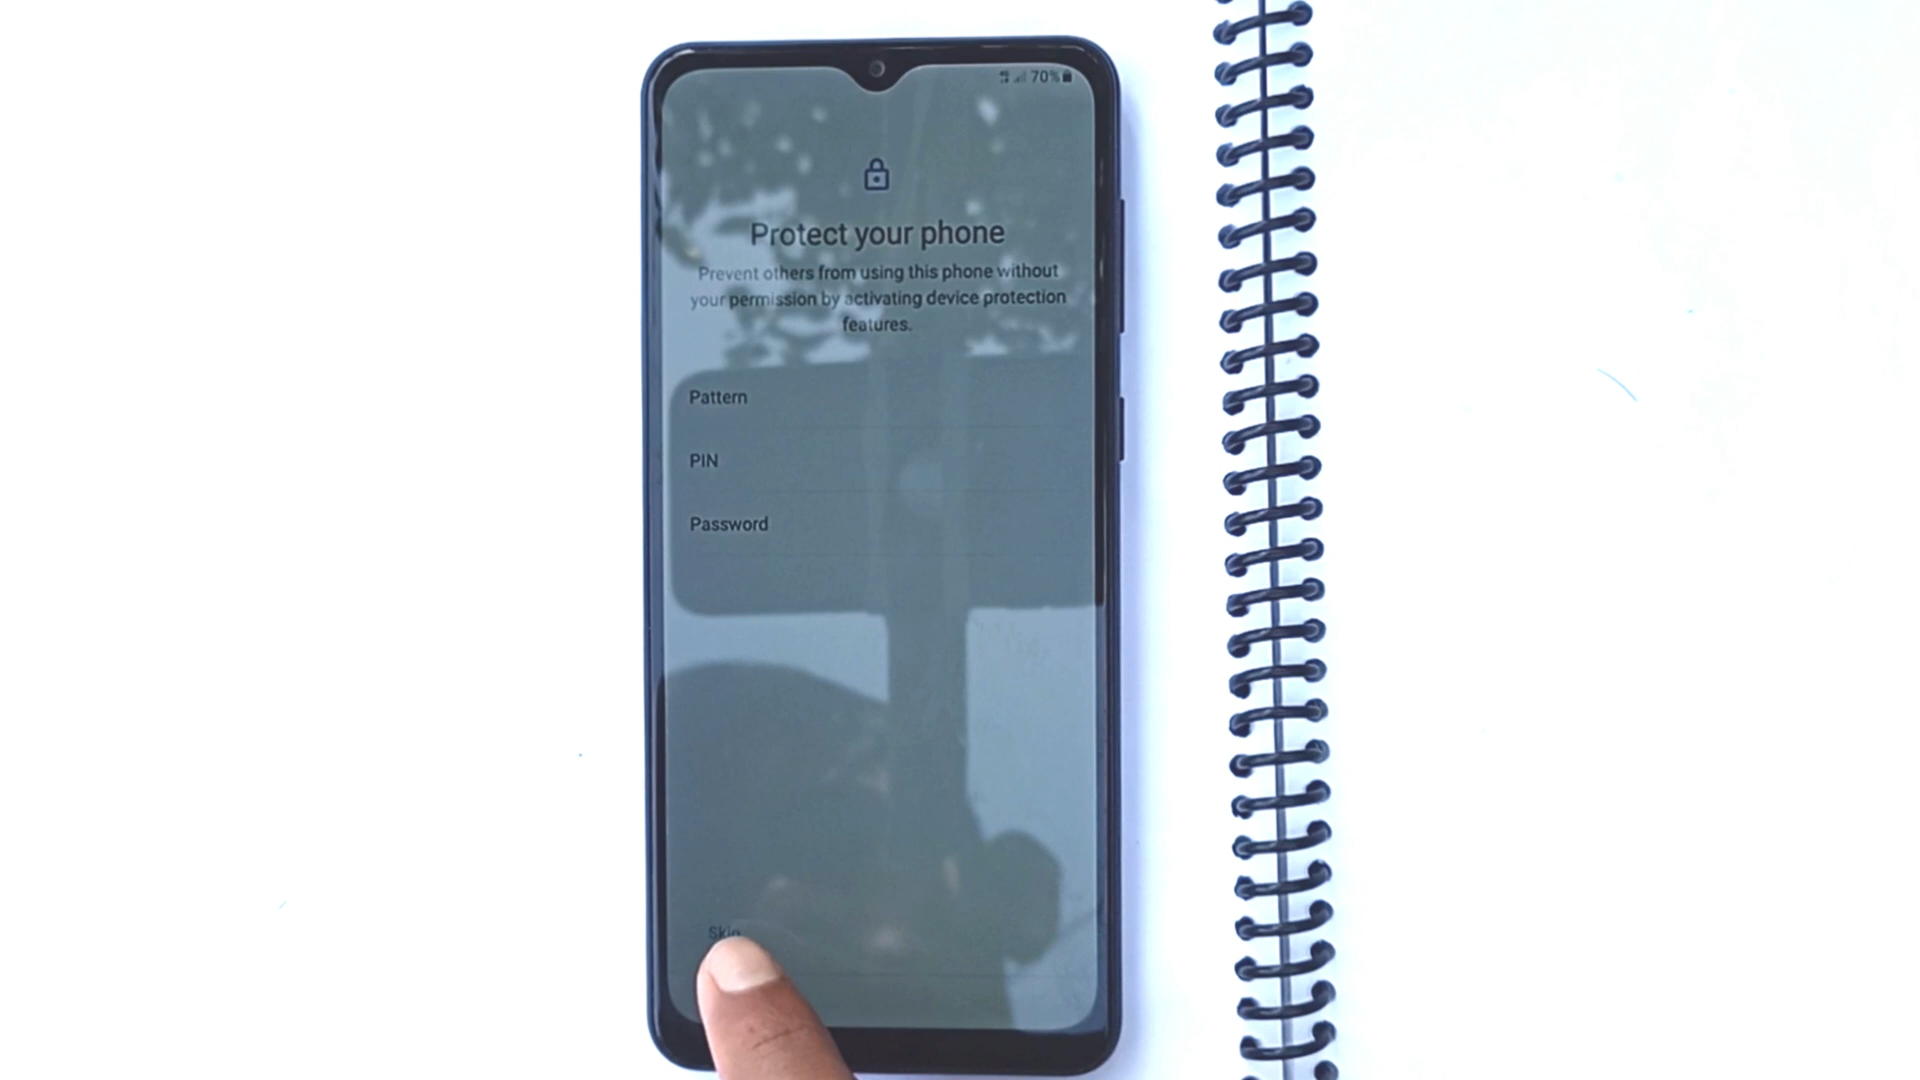 70%
Protect your phone
Prevent others from using this phone without
your permission by activating device protection
features.
Pattern
PIN
Password
Skip